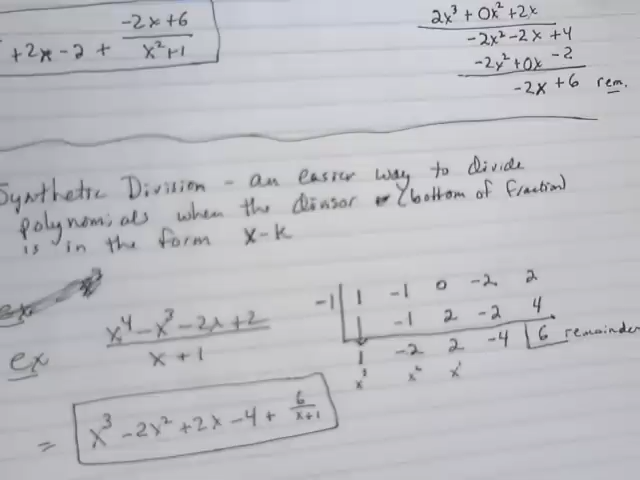 +2x-2 + (-2x+6)/(x²+1)
2x³ + 0x² + 2x
-2x² - 2x + 4
-2x² + 0x - 2
-2x + 6 rem.
Synthetic Division - an easier way to divide
polynomials when the divisor (bottom of fraction)
is in the form x-k
ex
(x⁴ - x³ - 2x + 2)/(x+1)
-1 | 1 -1 0 -2 2
-1 2 -2 4
1 -2 2 -4 | 6 remainder
x³ x² x¹
= x³ - 2x² + 2x - 4 + 6/(x+1)